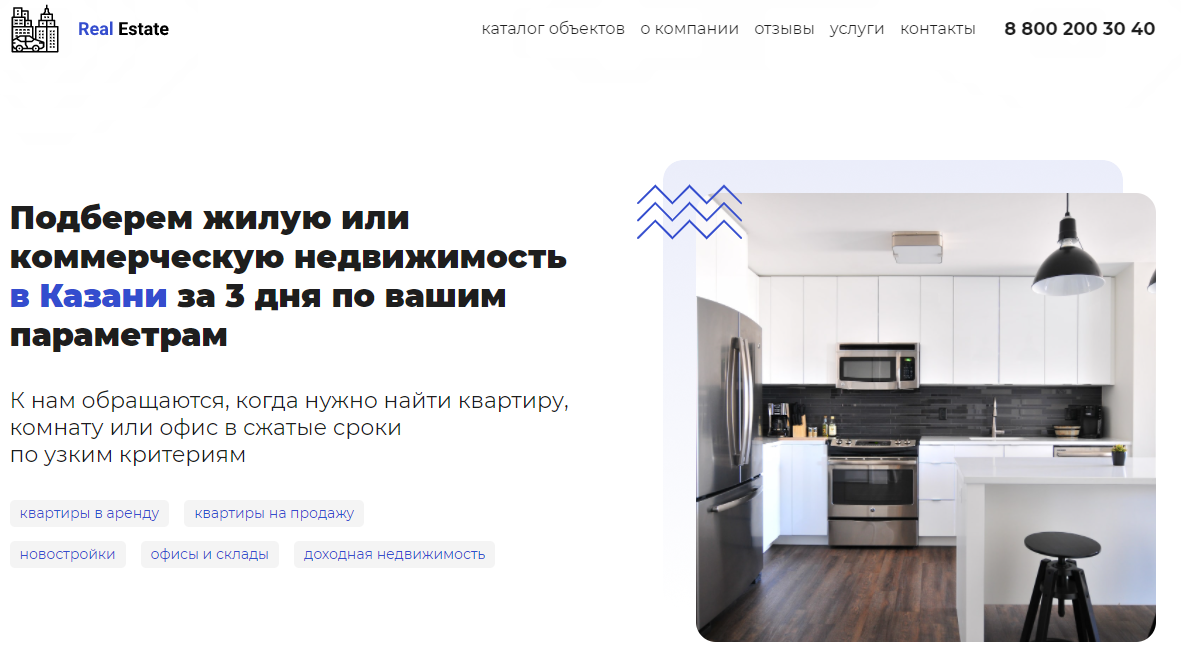 Real Estate
каталог объектов о компании отзывы услуги контакты 8 800 200 30 40
Подберем жилую или
коммерческую недвижимость
в Казани за 3 дня по вашим
параметрам
К нам обращаются, когда нужно найти квартиру,
комнату или офис в сжатые сроки
по узким критериям
квартиры в аренду квартиры на продажу
новостройки офисы и склады доходная недвижимость